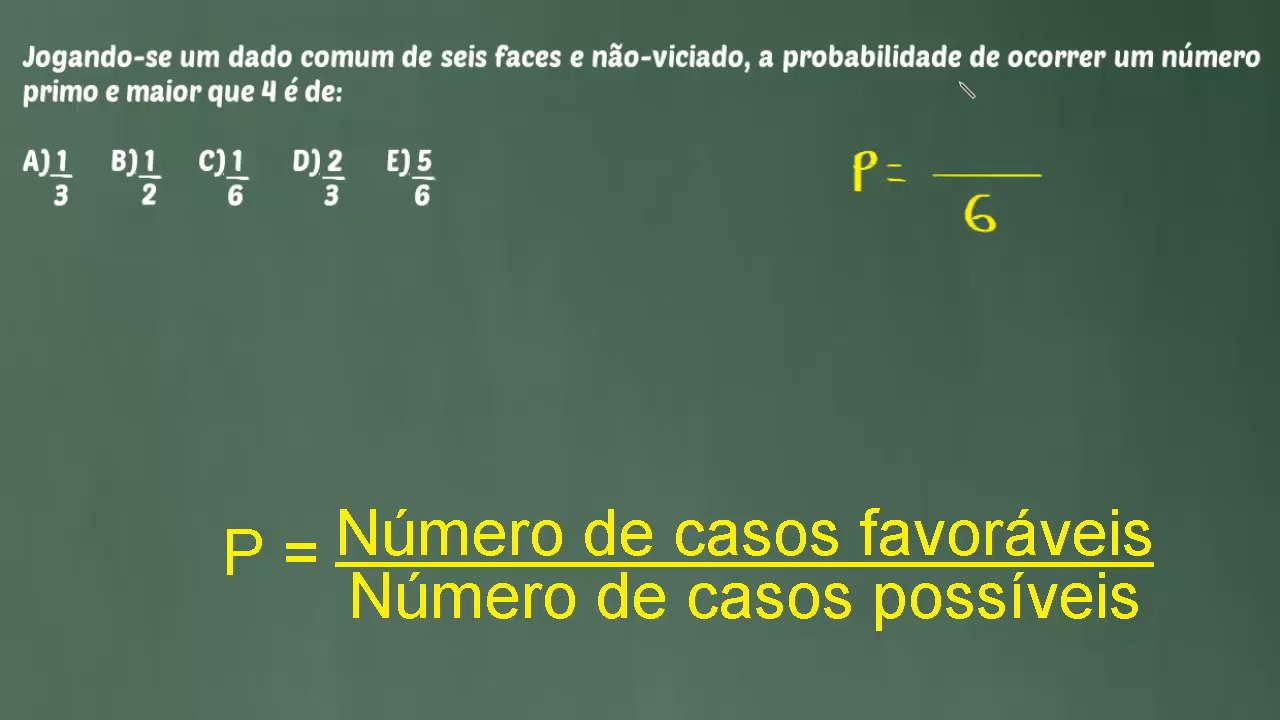 Jogando-se um dado comum de seis faces e não-viciado, a probabilidade de ocorrer um número
primo e maior que 4 é de:
A) 1/3 B) 1/2 C) 1/6 D) 2/3 E) 5/6
P = __/6
P = Número de casos favoráveis
Número de casos possíveis